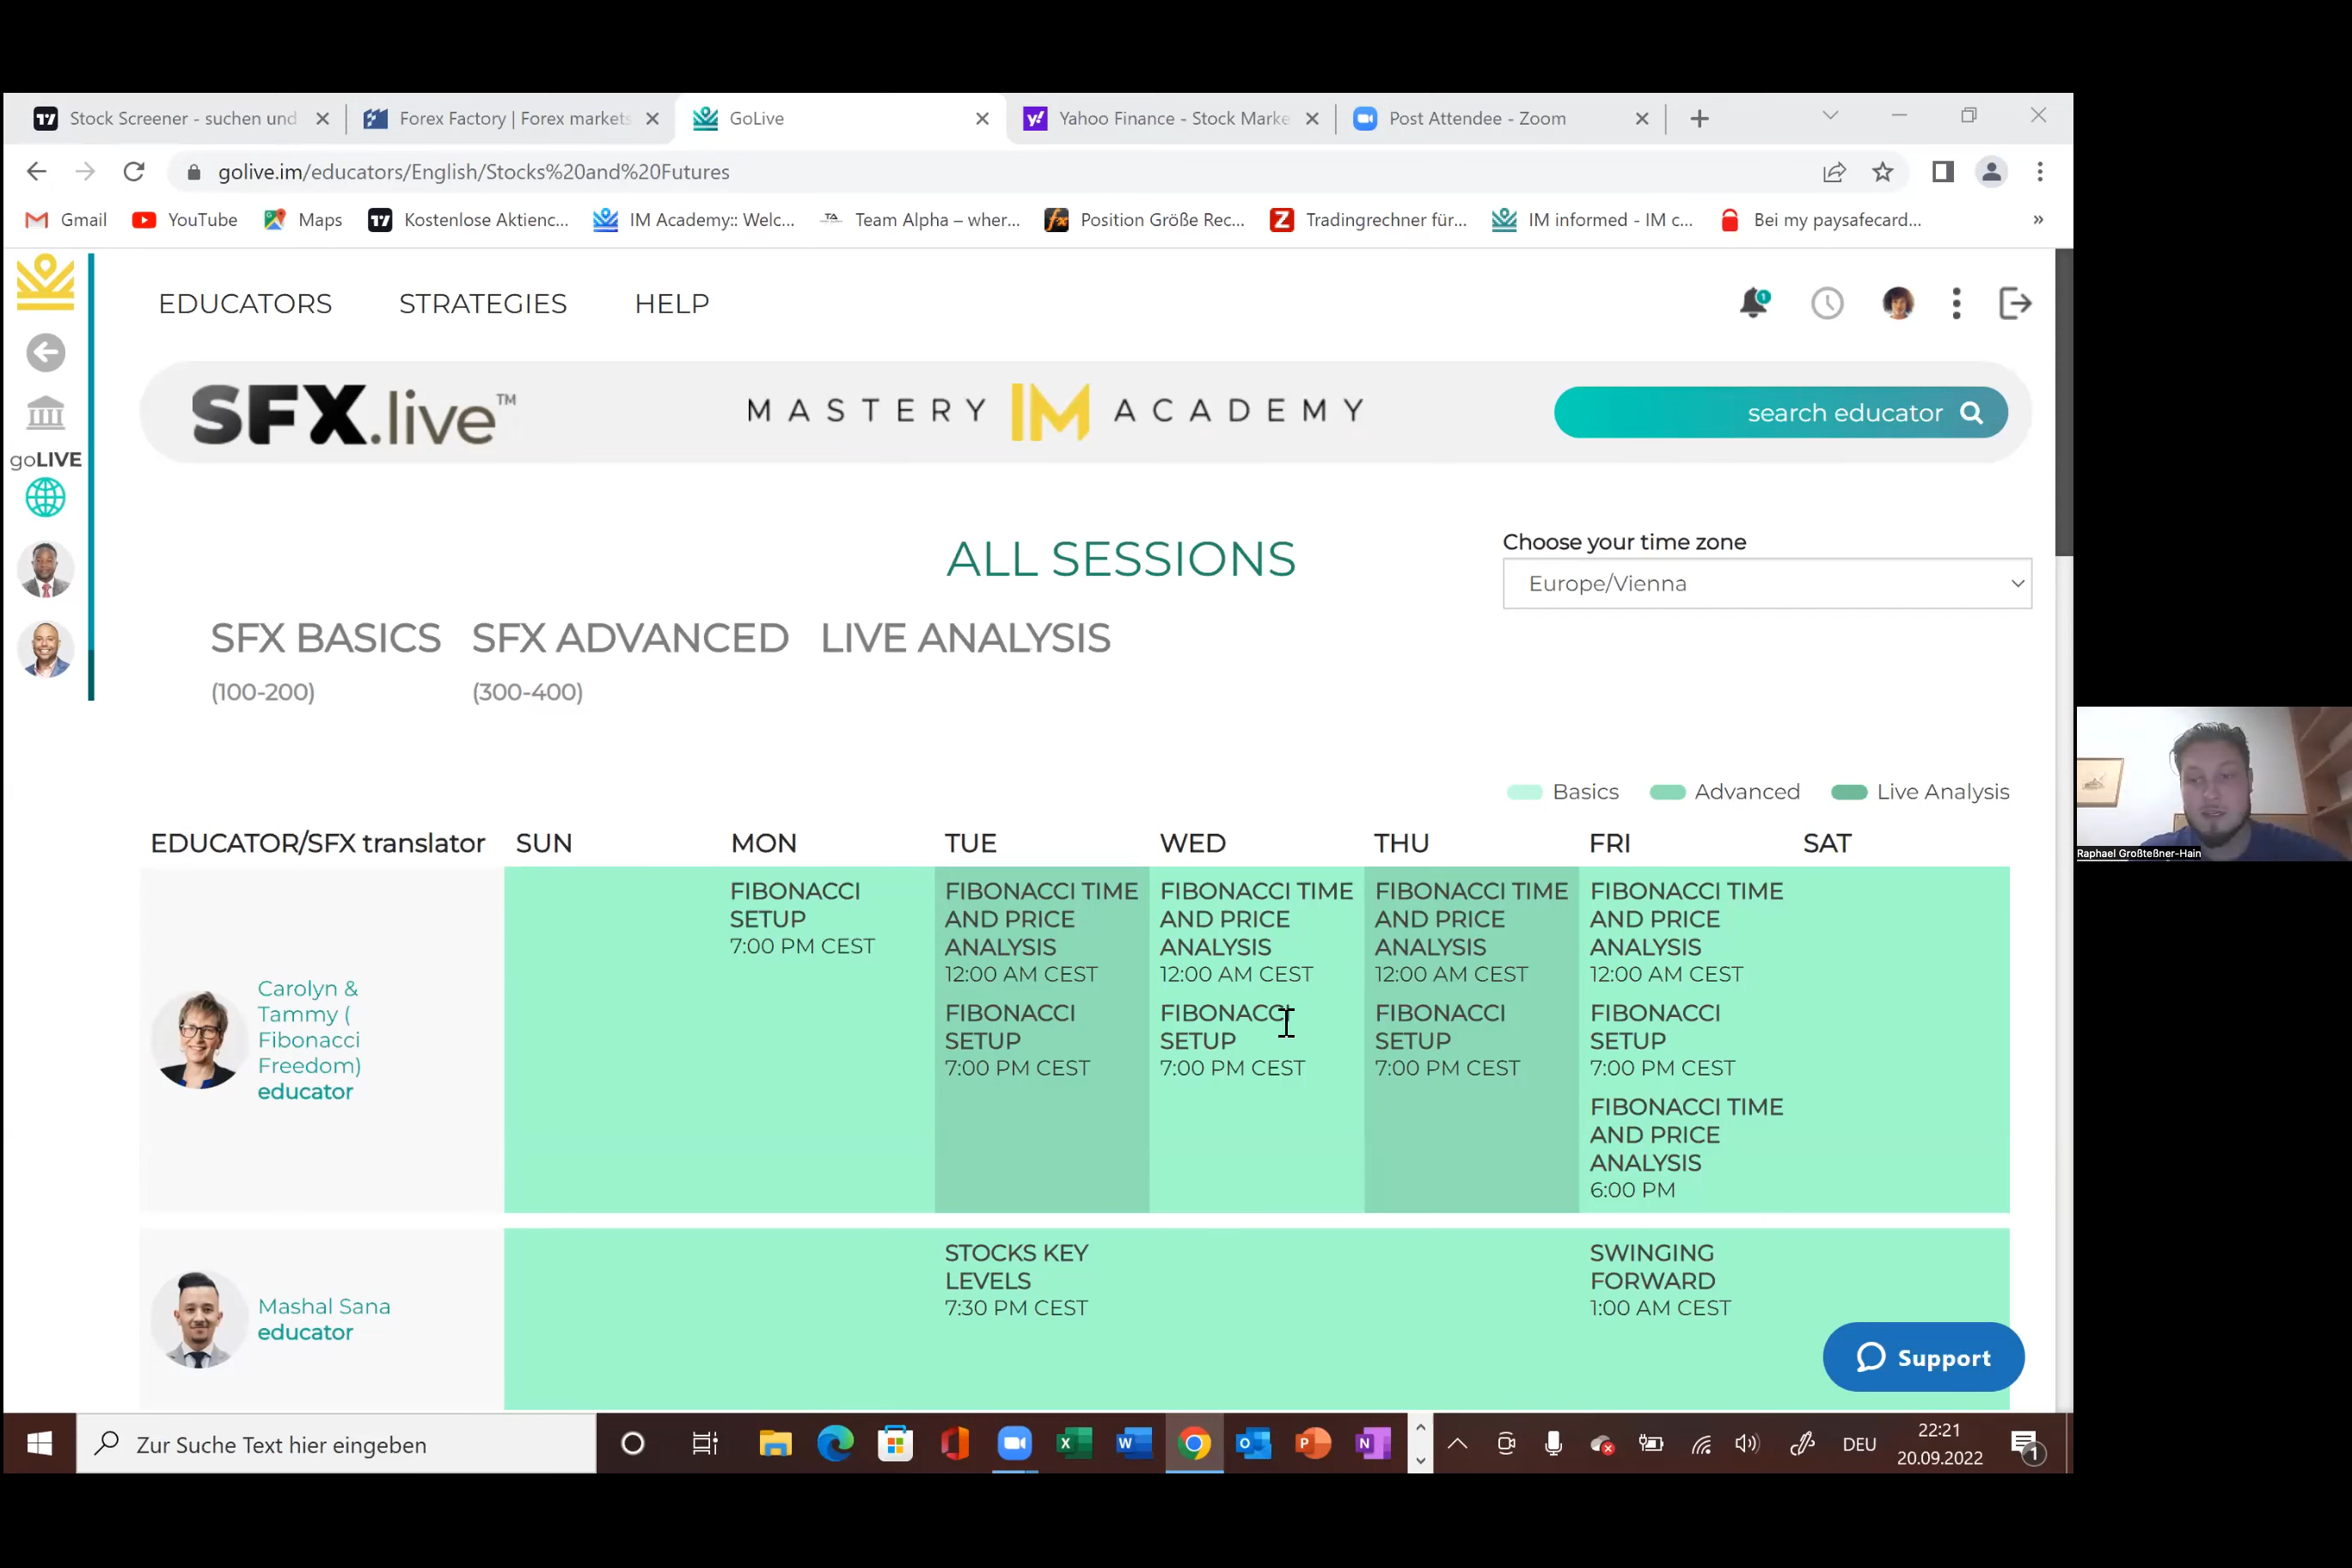 Stock Screener - suchen und
Forex Factory | Forex markets
GoLive
Yahoo Finance - Stock Marke
Post Attendee - Zoom
golive.im/educators/English/Stocks%20and%20Futures
Gmail
YouTube
Maps
Kostenlose Aktienc...
IM Academy:: Welc...
Team Alpha – wher...
Position Größe Rec...
Tradingrechner für...
IM informed - IM c...
Bei my paysafecard...
»
EDUCATORS
STRATEGIES
HELP
1
SFX.live™
MASTERY IM ACADEMY
search educator
goLIVE
ALL SESSIONS
Choose your time zone
Europe/Vienna
SFX BASICS
(100-200)
SFX ADVANCED
(300-400)
LIVE ANALYSIS
Basics
Advanced
Live Analysis
EDUCATOR/SFX translator
SUN
MON
TUE
WED
THU
FRI
SAT
Carolyn &
Tammy (
Fibonacci
Freedom)
educator
FIBONACCI
SETUP
7:00 PM CEST
FIBONACCI TIME
AND PRICE
ANALYSIS
12:00 AM CEST
FIBONACCI
SETUP
7:00 PM CEST
FIBONACCI TIME
AND PRICE
ANALYSIS
12:00 AM CEST
FIBONACCI
SETUP
7:00 PM CEST
FIBONACCI TIME
AND PRICE
ANALYSIS
12:00 AM CEST
FIBONACCI
SETUP
7:00 PM CEST
FIBONACCI TIME
AND PRICE
ANALYSIS
12:00 AM CEST
FIBONACCI
SETUP
7:00 PM CEST
FIBONACCI TIME
AND PRICE
ANALYSIS
6:00 PM
Mashal Sana
educator
STOCKS KEY
LEVELS
7:30 PM CEST
SWINGING
FORWARD
1:00 AM CEST
Support
Raphael Großteßner-Hain
Zur Suche Text hier eingeben
DEU
22:21
20.09.2022
1